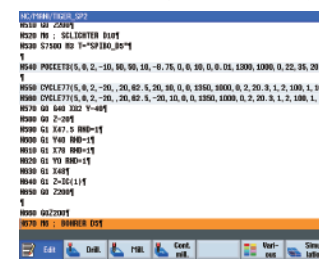 NC/MANI/TIGER_SP2
N510 G0 Z200¶
N520 M6 ; SCLICHTER D10¶
N530 S7500 M3 T="SPIBO_D5"¶
¶
N540 POCKET3(5,0,2,-10,50,50,10,-8.75,0,0,10,0,0.01,1300,1000,0,22,35,20
¶
N550 CYCLE77(5,0,2,-20,,20,62.5,20,10,0,0,1350,1000,0,2,20.3,1,2,100,1,1
N560 CYCLE77(5,0,2,-20,,20,62.5,-20,10,0,0,1350,1000,0,2,20.3,1,2,100,1,
N570 G0 G40 X82 Y-40¶
N580 G0 Z-20¶
N590 G1 X47.5 RND=1¶
N600 G1 Y40 RND=1¶
N610 G1 X78 RND=1¶
N620 G1 Y0 RND=1¶
N630 G1 X48¶
N640 G1 Z=IC(1)¶
N650 G0 Z200¶
¶
N660 G0Z200¶
N670 M6 ; BOHRER D5¶
Edit
Drill.
Mill.
Cont. mill.
Vari- ous
Simu lation